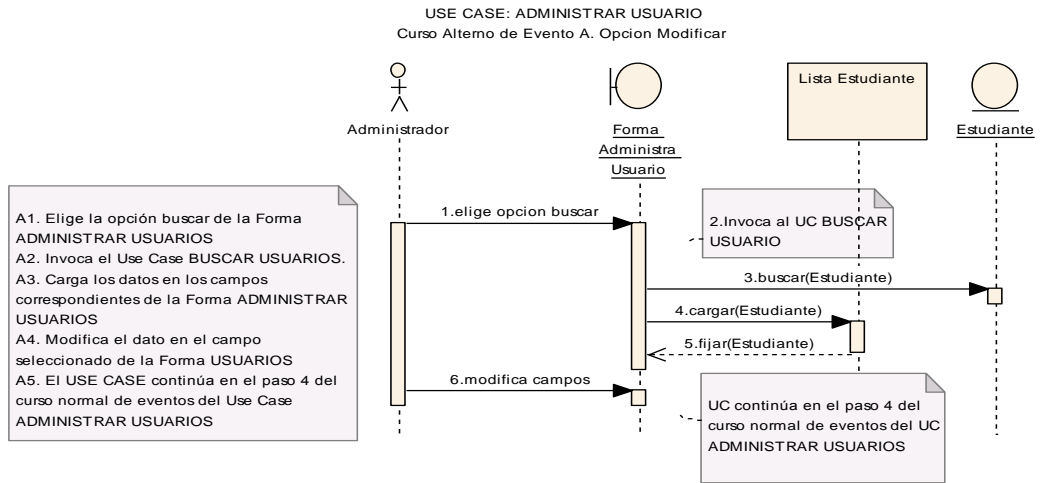 USE CASE: ADMINISTRAR USUARIO
Curso Alterno de Evento A. Opcion Modificar
Administrador
Forma
Administra
Usuario
Lista Estudiante
Estudiante
A1. Elige la opción buscar de la Forma
ADMINISTRAR USUARIOS
A2. Invoca el Use Case BUSCAR USUARIOS.
A3. Carga los datos en los campos
correspondientes de la Forma ADMINISTRAR
USUARIOS
A4. Modifica el dato en el campo
seleccionado de la Forma USUARIOS
A5. El USE CASE continúa en el paso 4 del
curso normal de eventos del Use Case
ADMINISTRAR USUARIOS
1.elige opcion buscar
2.Invoca al UC BUSCAR
USUARIO
3.buscar(Estudiante)
4.cargar(Estudiante)
5.fijar(Estudiante)
6.modifica campos
UC continúa en el paso 4 del
curso normal de eventos del UC
ADMINISTRAR USUARIOS